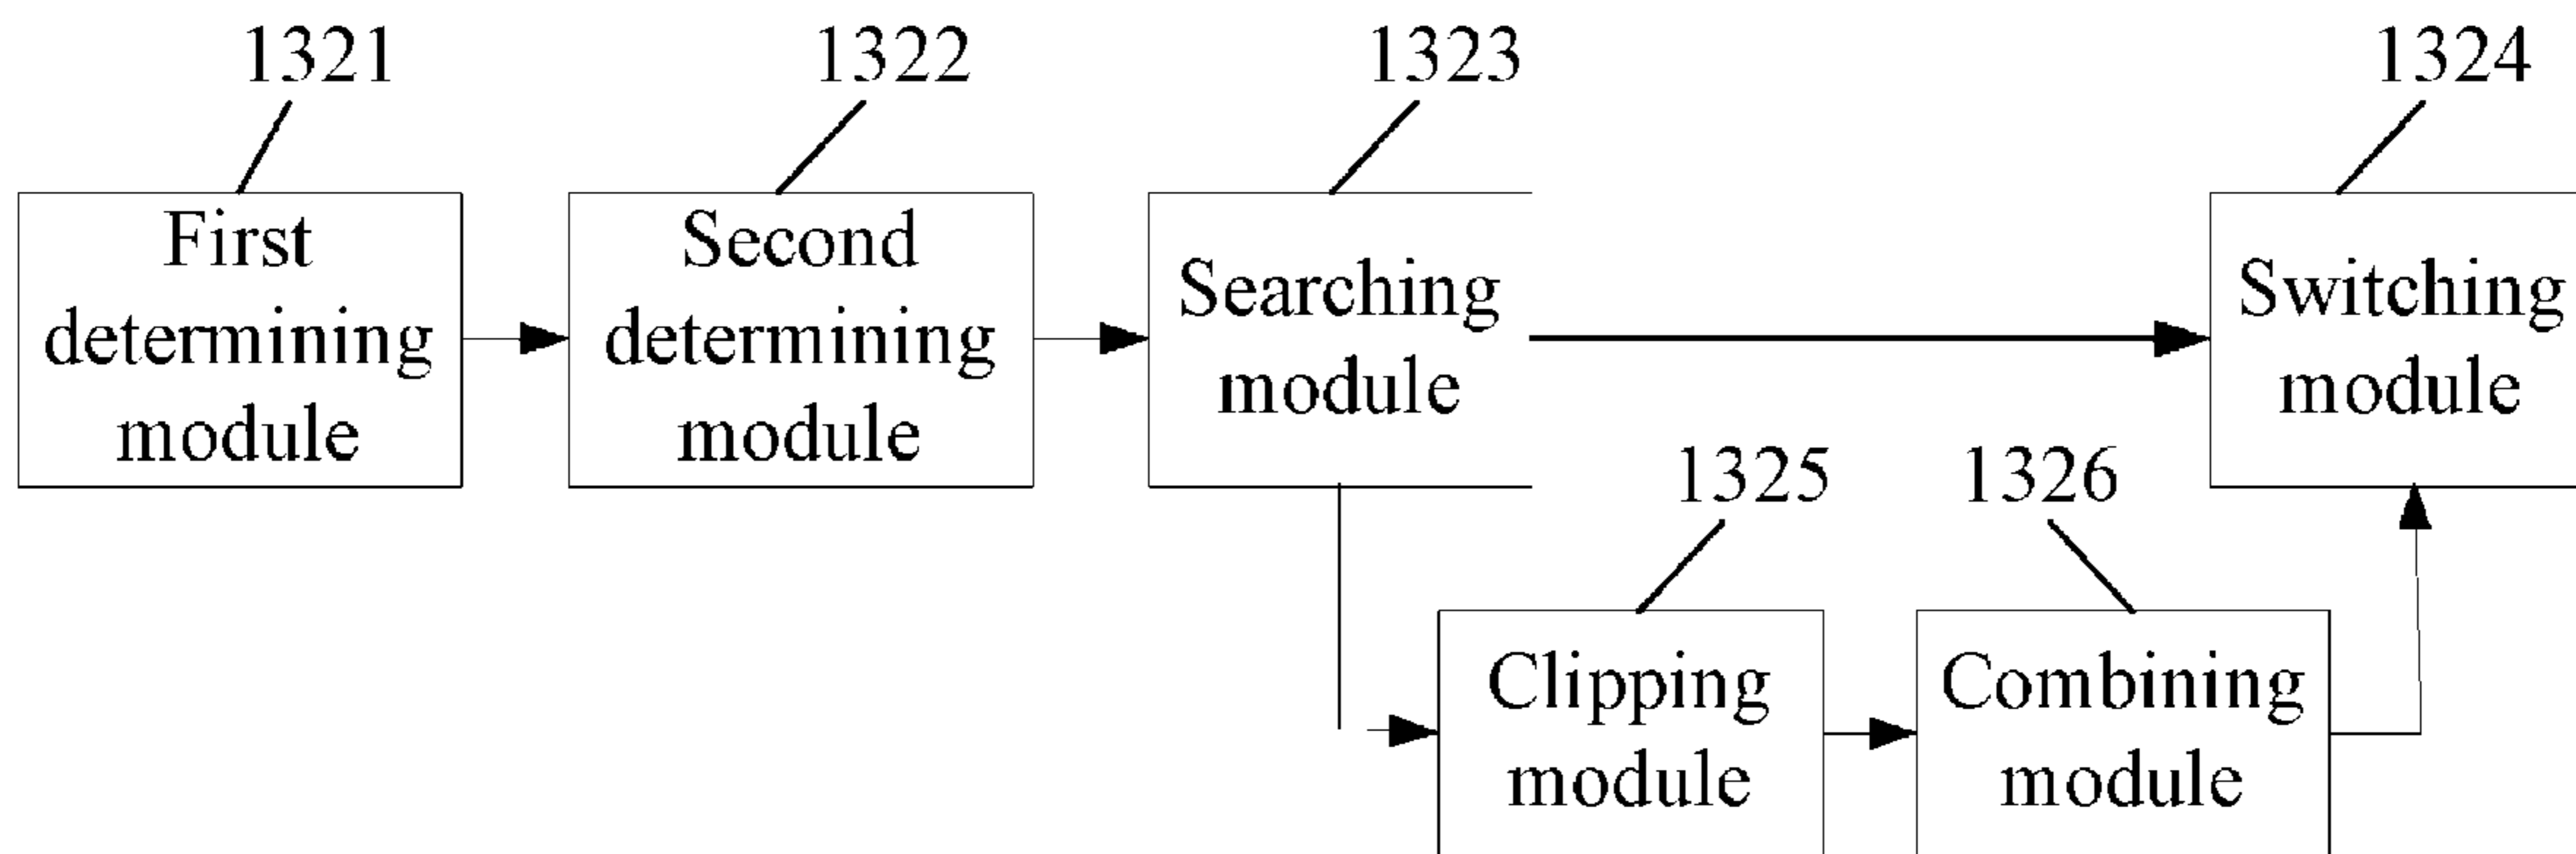 1321
1322
1323
1324
First
determining
module
Second
determining
module
Searching
module
Switching
module
1325
1326
Clipping
module
Combining
module